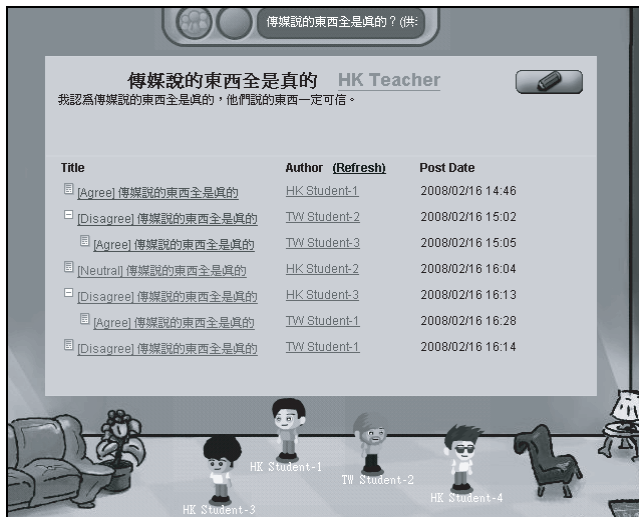 傳媒說的東西全是真的？(供:
傳媒說的東西全是真的 HK Teacher
我認為傳媒說的東西全是真的，他們說的東西一定可信。
Title Author (Refresh) Post Date
[Agree] 傳媒說的東西全是真的 HK Student-1 2008/02/16 14:46
[Disagree] 傳媒說的東西全是真的 TW Student-2 2008/02/16 15:02
[Agree] 傳媒說的東西全是真的 TW Student-3 2008/02/16 15:05
[Neutral] 傳媒說的東西全是真的 HK Student-2 2008/02/16 16:04
[Disagree] 傳媒說的東西全是真的 HK Student-3 2008/02/16 16:13
[Agree] 傳媒說的東西全是真的 TW Student-1 2008/02/16 16:28
[Disagree] 傳媒說的東西全是真的 TW Student-1 2008/02/16 16:14
HK Student-1
TW Student-2
HK Student-4
HK Student-3